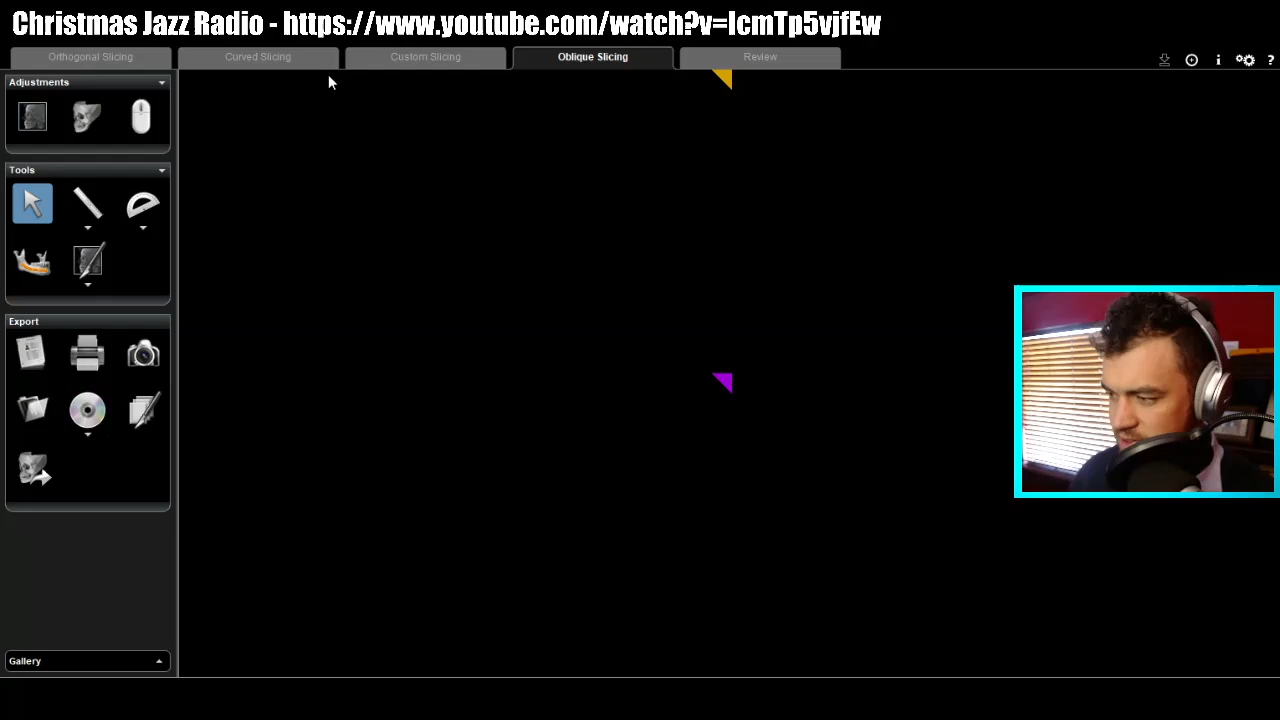 Christmas Jazz Radio - https://www.youtube.com/watch?v=IcmTp5vjfEw
Orthogonal Slicing
Curved Slicing
Custom Slicing
Oblique Slicing
Review
i
?
Adjustments
Tools
Export
Gallery